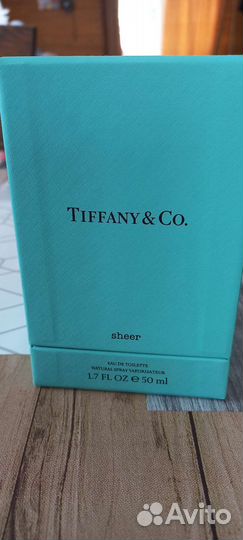 TIFFANY & CO.
sheer
EAU DE TOILETTE
NATURAL SPRAY VAPORISATEUR
1.7 FL OZ ℮ 50 ml
Avito